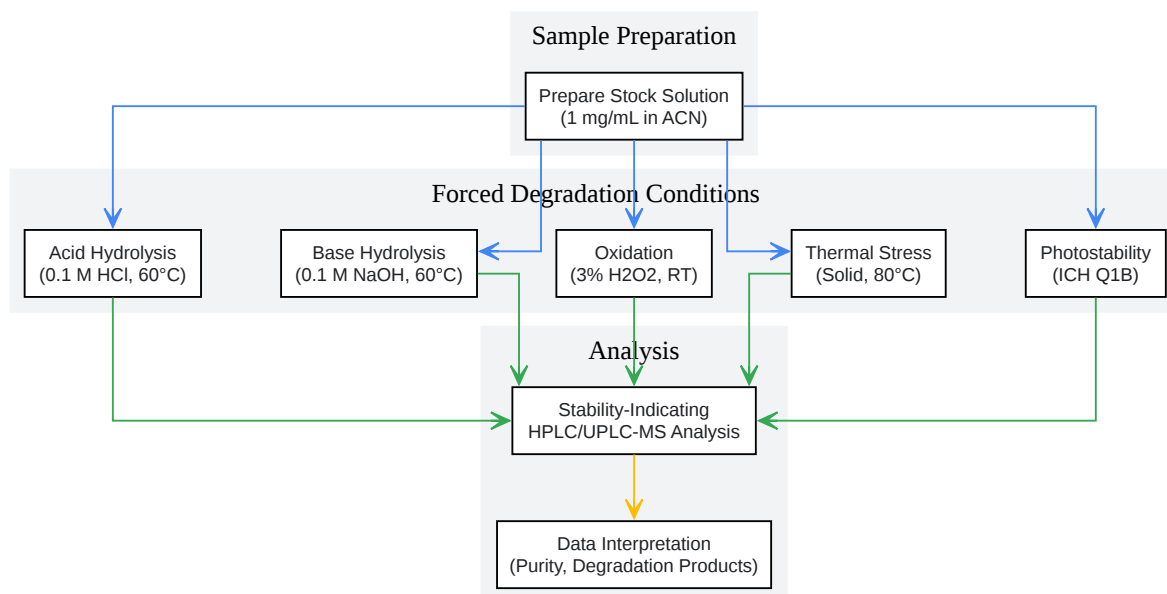 Sample Preparation
Prepare Stock Solution
(1 mg/mL in ACN)
Forced Degradation Conditions
Acid Hydrolysis
(0.1 M HCl, 60°C)
Base Hydrolysis
(0.1 M NaOH, 60°C)
Oxidation
(3% H2O2, RT)
Thermal Stress
(Solid, 80°C)
Photostability
(ICH Q1B)
Analysis
Stability-Indicating
HPLC/UPLC-MS Analysis
Data Interpretation
(Purity, Degradation Products)